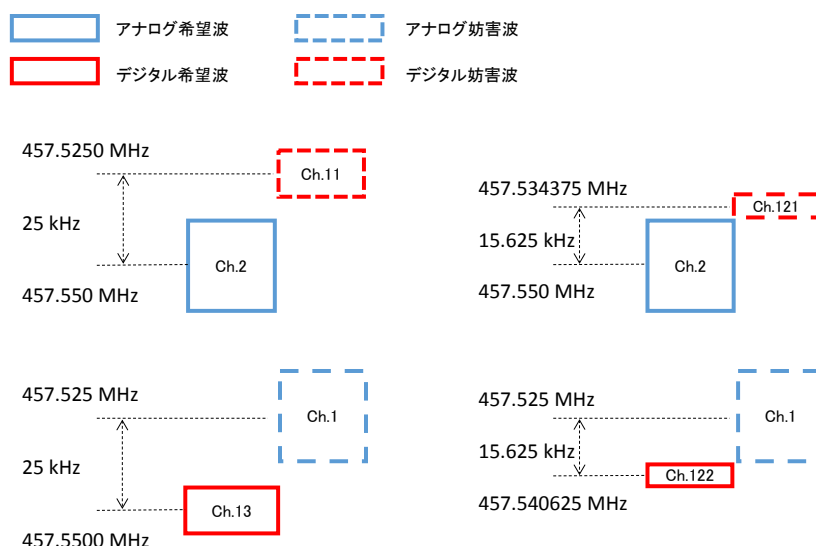 アナログ希望波
アナログ妨害波
デジタル希望波
デジタル妨害波
457.5250 MHz
Ch.11
25 kHz
Ch.2
457.550 MHz
457.534375 MHz
Ch.121
15.625 kHz
Ch.2
457.550 MHz
457.525 MHz
Ch.1
25 kHz
Ch.13
457.5500 MHz
457.525 MHz
Ch.1
15.625 kHz
Ch.122
457.540625 MHz